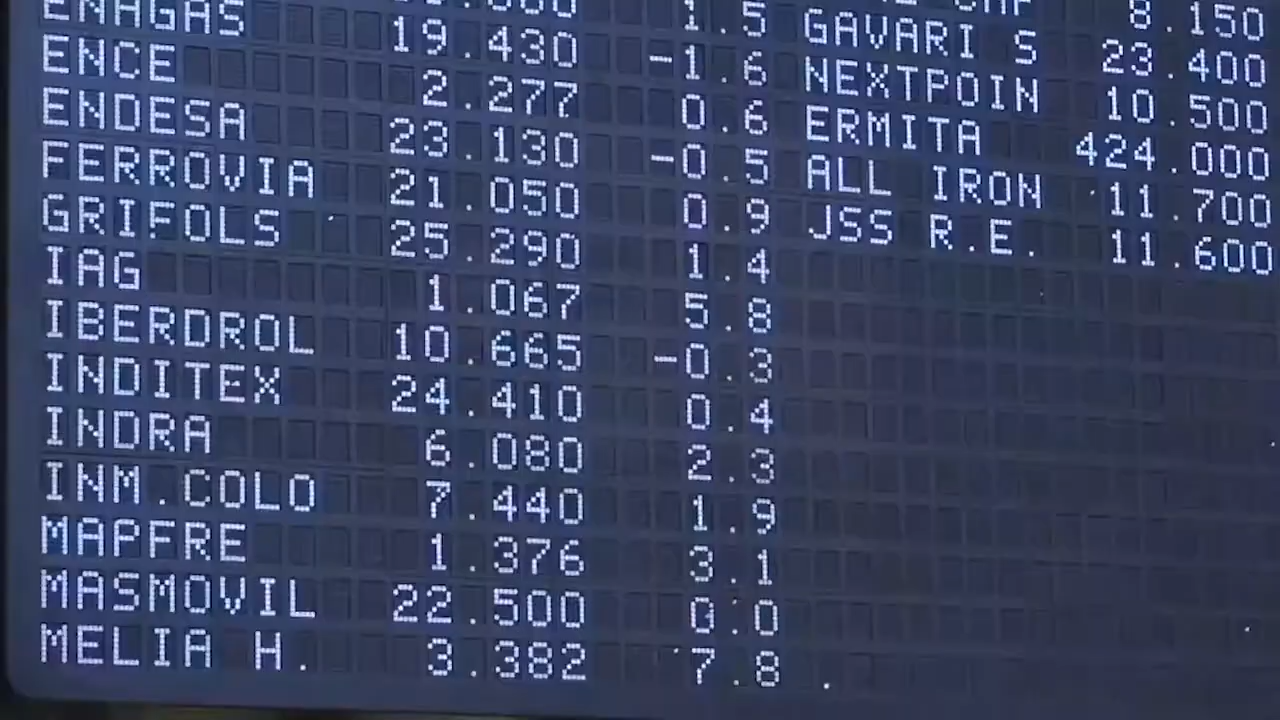 8.150
1.5 GAVARI S 23.400
ENAGAS 19.430 -1.6 NEXTPOIN 10.500
ENCE 2.277 0.6 ERMITA 424.000
ENDESA 23.130 -0.5 ALL IRON 11.700
FERROVIA 21.050 0.9 JSS R.E. 11.600
GRIFOLS 25.290 1.4
IAG 1.067 5.8
IBERDROL 10.665 -0.3
INDITEX 24.410 0.4
INDRA 6.080 2.3
INM.COLO 7.440 1.9
MAPFRE 1.376 3.1
MASMOVIL 22.500 0.0
MELIA H. 3.382 7.8 .